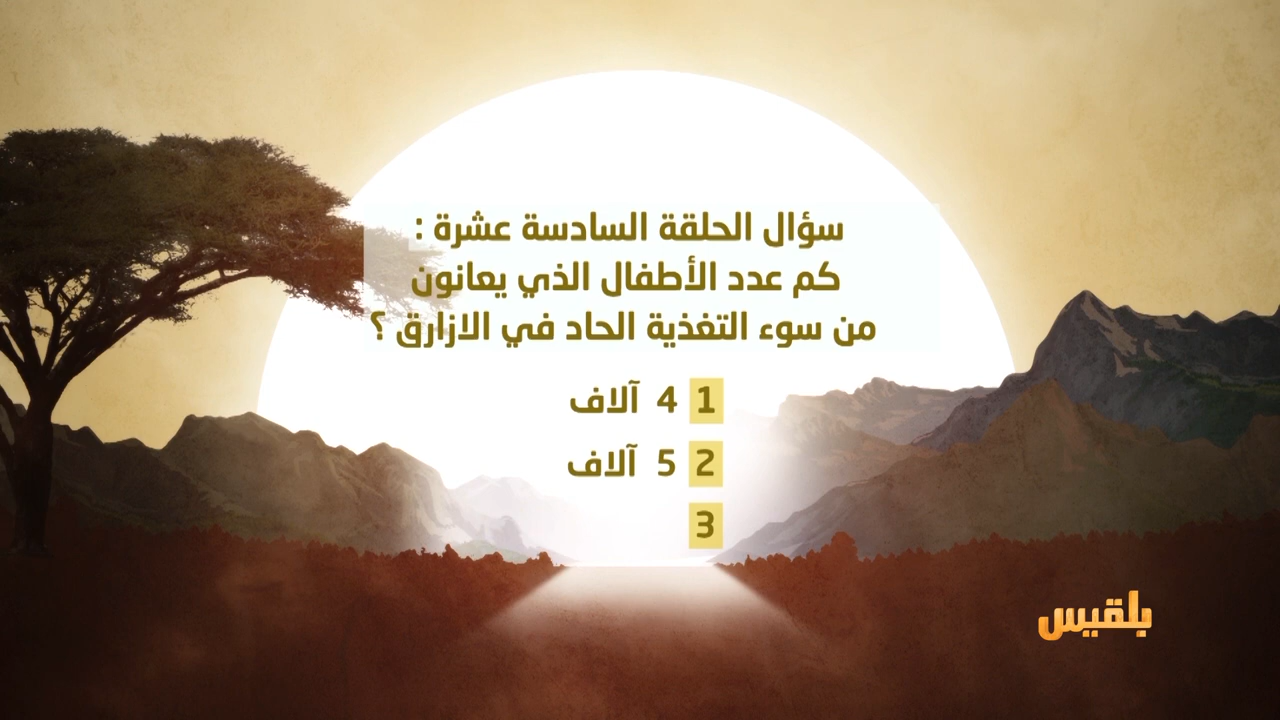 سؤال الحلقة السادسة عشرة :
كم عدد الأطفال الذي يعانون
من سوء التغذية الحاد في الازارق ؟
1 4 آلاف
2 5 آلاف
3
بلقيس